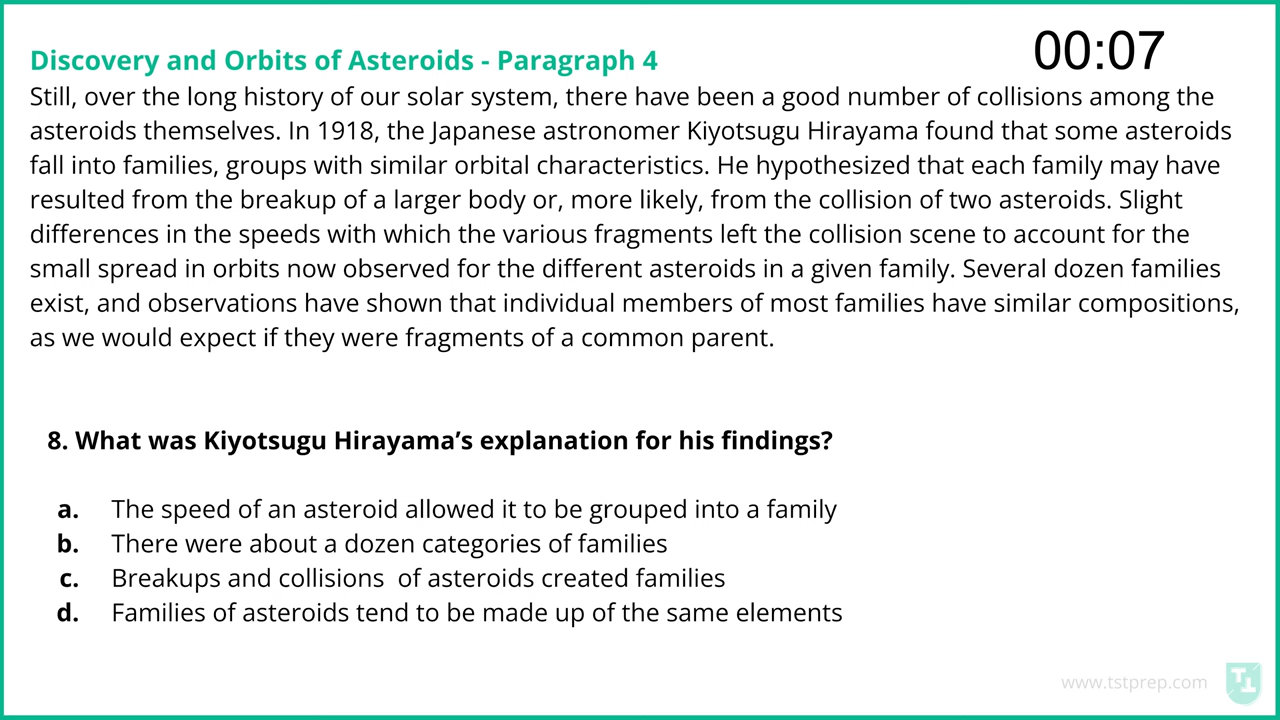 Discovery and Orbits of Asteroids - Paragraph 4
00:07
Still, over the long history of our solar system, there have been a good number of collisions among the
asteroids themselves. In 1918, the Japanese astronomer Kiyotsugu Hirayama found that some asteroids
fall into families, groups with similar orbital characteristics. He hypothesized that each family may have
resulted from the breakup of a larger body or, more likely, from the collision of two asteroids. Slight
differences in the speeds with which the various fragments left the collision scene to account for the
small spread in orbits now observed for the different asteroids in a given family. Several dozen families
exist, and observations have shown that individual members of most families have similar compositions,
as we would expect if they were fragments of a common parent.
8. What was Kiyotsugu Hirayama’s explanation for his findings?
a. The speed of an asteroid allowed it to be grouped into a family
b. There were about a dozen categories of families
c. Breakups and collisions  of asteroids created families
d. Families of asteroids tend to be made up of the same elements
www.tstprep.com